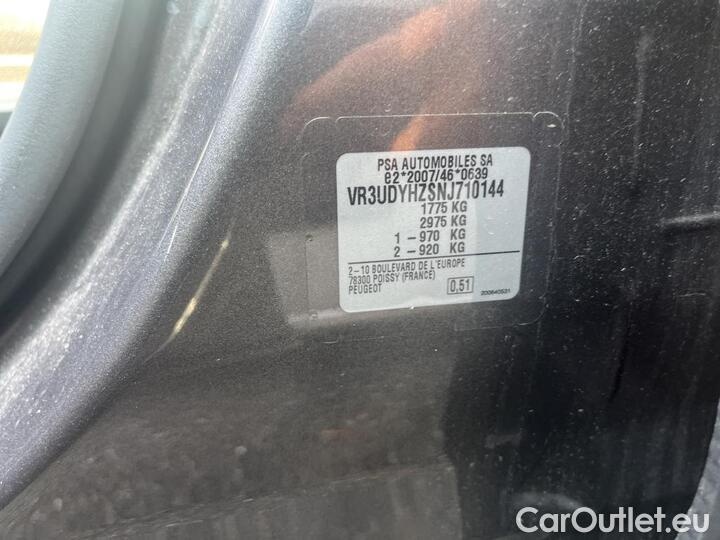 PSA AUTOMOBILES SA
e2*2007/46*0639
VR3UDYHZSNJ710144
1775 KG
2975 KG
1 – 970 KG
2 – 920 KG
2–10 BOULEVARD DE L'EUROPE
78300 POISSY (FRANCE)
PEUGEOT
0.51
200640531
CarOutlet.eu